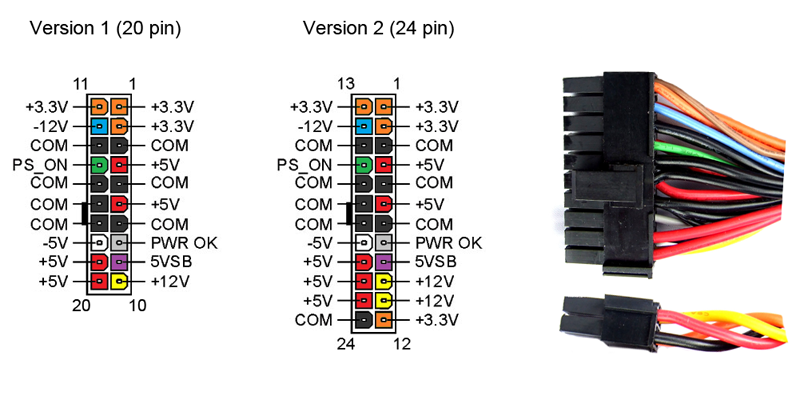 Version 1 (20 pin)
Version 2 (24 pin)
11 1
+3.3V +3.3V
-12V +3.3V
COM COM
PS_ON +5V
COM COM
COM +5V
COM COM
-5V PWR OK
+5V 5VSB
+5V +12V
20 10
13 1
+3.3V +3.3V
-12V +3.3V
COM COM
PS_ON +5V
COM COM
COM +5V
COM COM
-5V PWR OK
+5V 5VSB
+5V +12V
+5V +12V
COM +3.3V
24 12